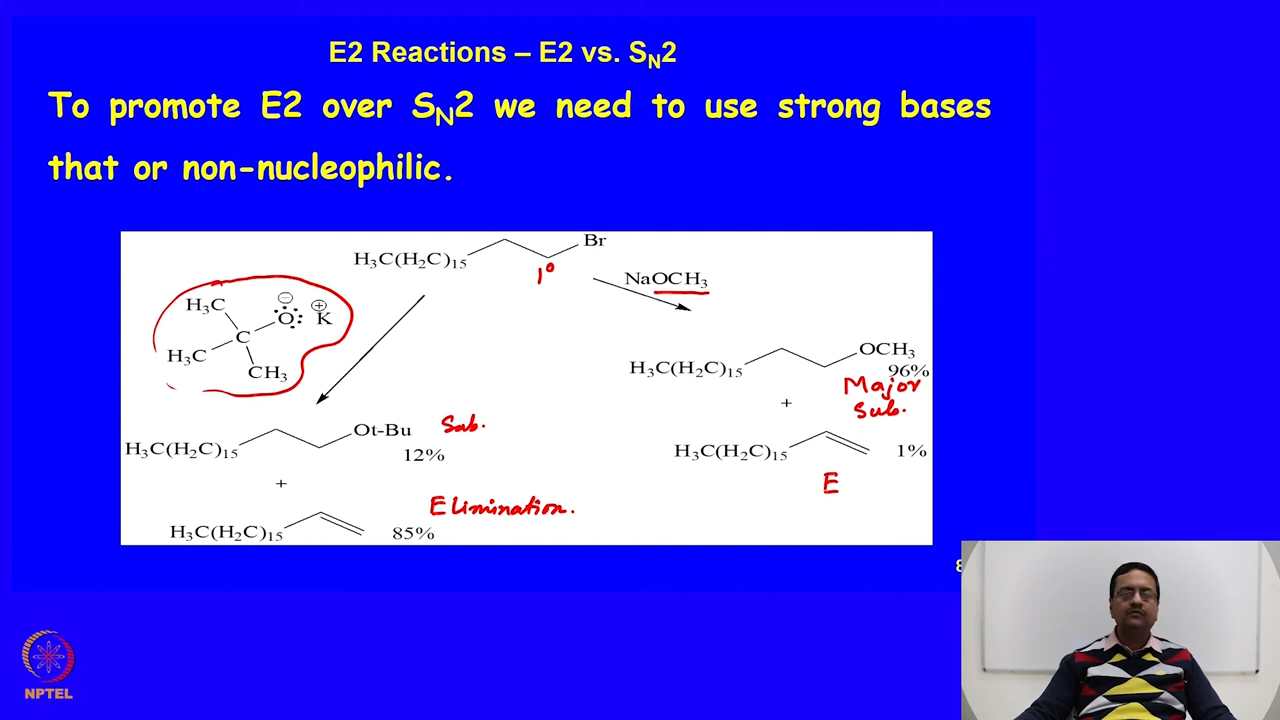 E2 Reactions – E2 vs. SN2
To promote E2 over SN2 we need to use strong bases
that or non-nucleophilic.
Br
H3C(H2C)15
1°
NaOCH3
H3C
⊖
O
⊕
K
C
H3C
CH3
OCH3
H3C(H2C)15
96%
Major
Sub.
+
Ot-Bu
Sub.
H3C(H2C)15
12%
H3C(H2C)15
1%
+
E
Elimination.
H3C(H2C)15
85%
8
NPTEL